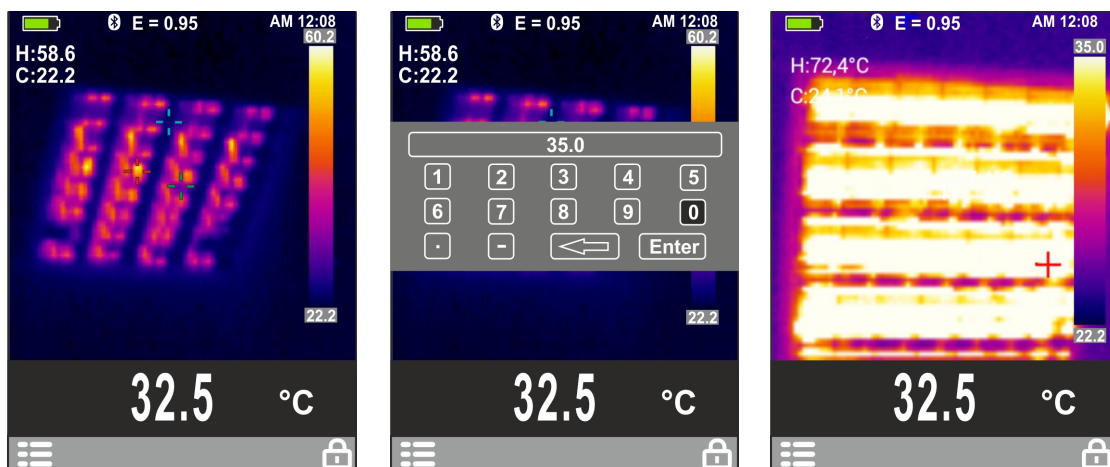 E = 0.95 AM 12:08
60.2
H:58.6
C:22.2
22.2
32.5 °C
E = 0.95 AM 12:08
60.2
H:58.6
C:22.2
35.0
1 2 3 4 5
6 7 8 9 0
. - Enter
22.2
32.5 °C
E = 0.95 AM 12:08
35.0
H:72,4°C
C:24,1°C
22.2
32.5 °C